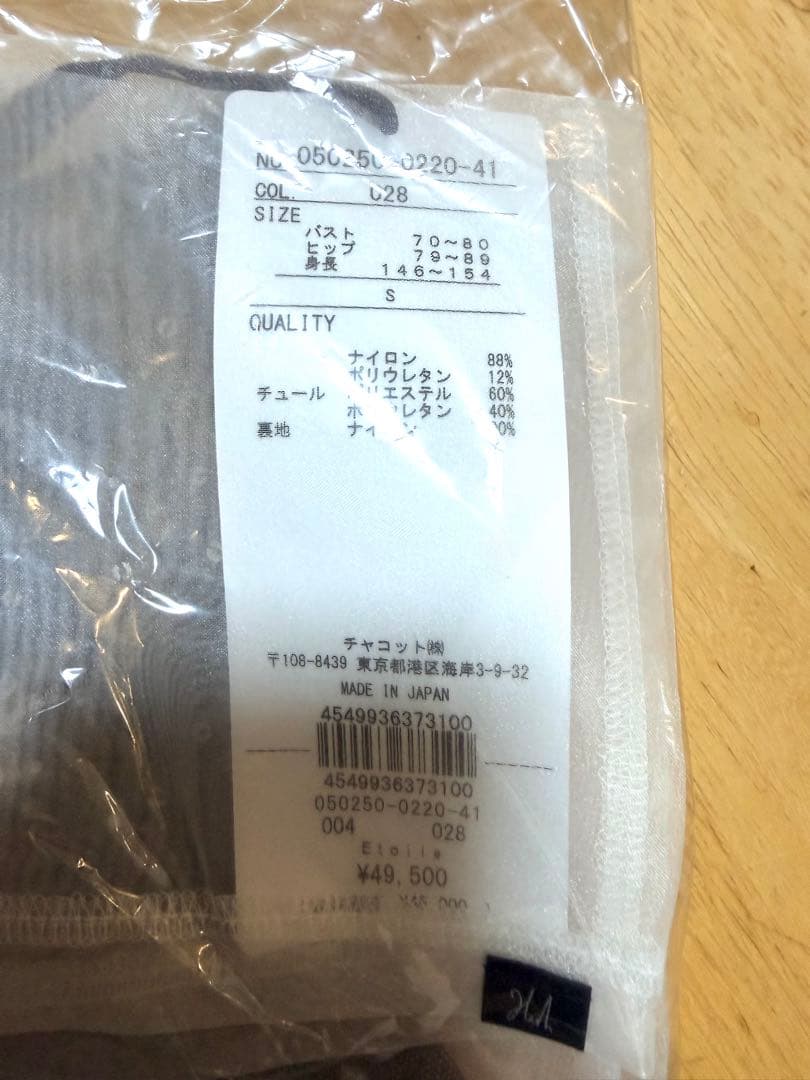 NO. 050250-0220-41
COL. 028
SIZE
バスト 70～80
ヒップ 79～89
身長 146～154
S
QUALITY
ナイロン 88%
ポリウレタン 12%
チュール ポリエステル 60%
ポリウレタン 40%
裏地 ナイロン
チャコット㈱
〒108-8439 東京都港区海岸3-9-32
MADE IN JAPAN
4549936373100
4549936373100
050250-0220-41
004 028
Etoile
¥49,500